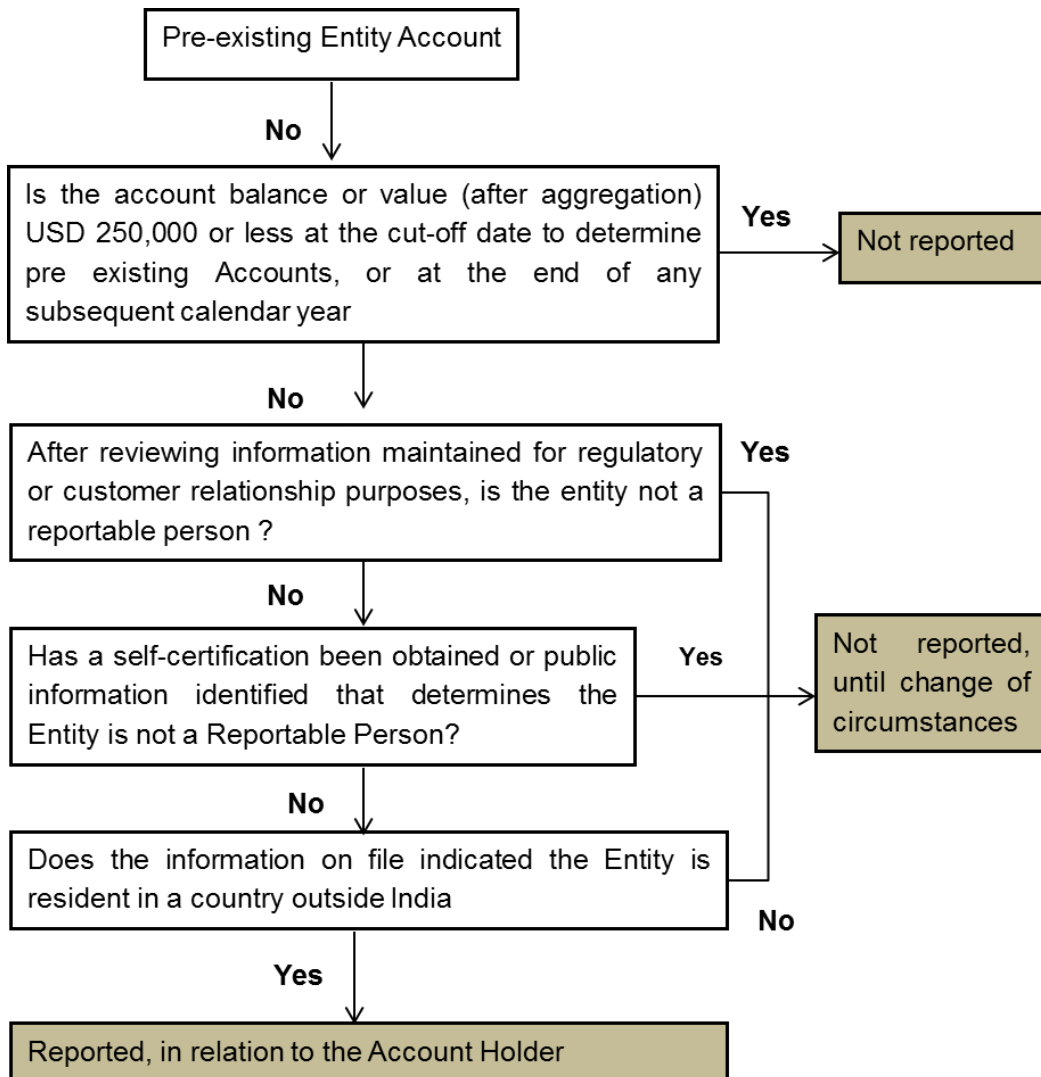 Pre-existing Entity Account
No
Is the account balance or value (after aggregation)
USD 250,000 or less at the cut-off date to determine
pre existing Accounts, or at the end of any
subsequent calendar year
Yes
Not reported
No
After reviewing information maintained for regulatory
or customer relationship purposes, is the entity not a
reportable person ?
Yes
No
Has a self-certification been obtained or public
information identified that determines the
Entity is not a Reportable Person?
Yes
Not reported,
until change of
circumstances
No
Does the information on file indicated the Entity is
resident in a country outside India
No
Yes
Reported, in relation to the Account Holder